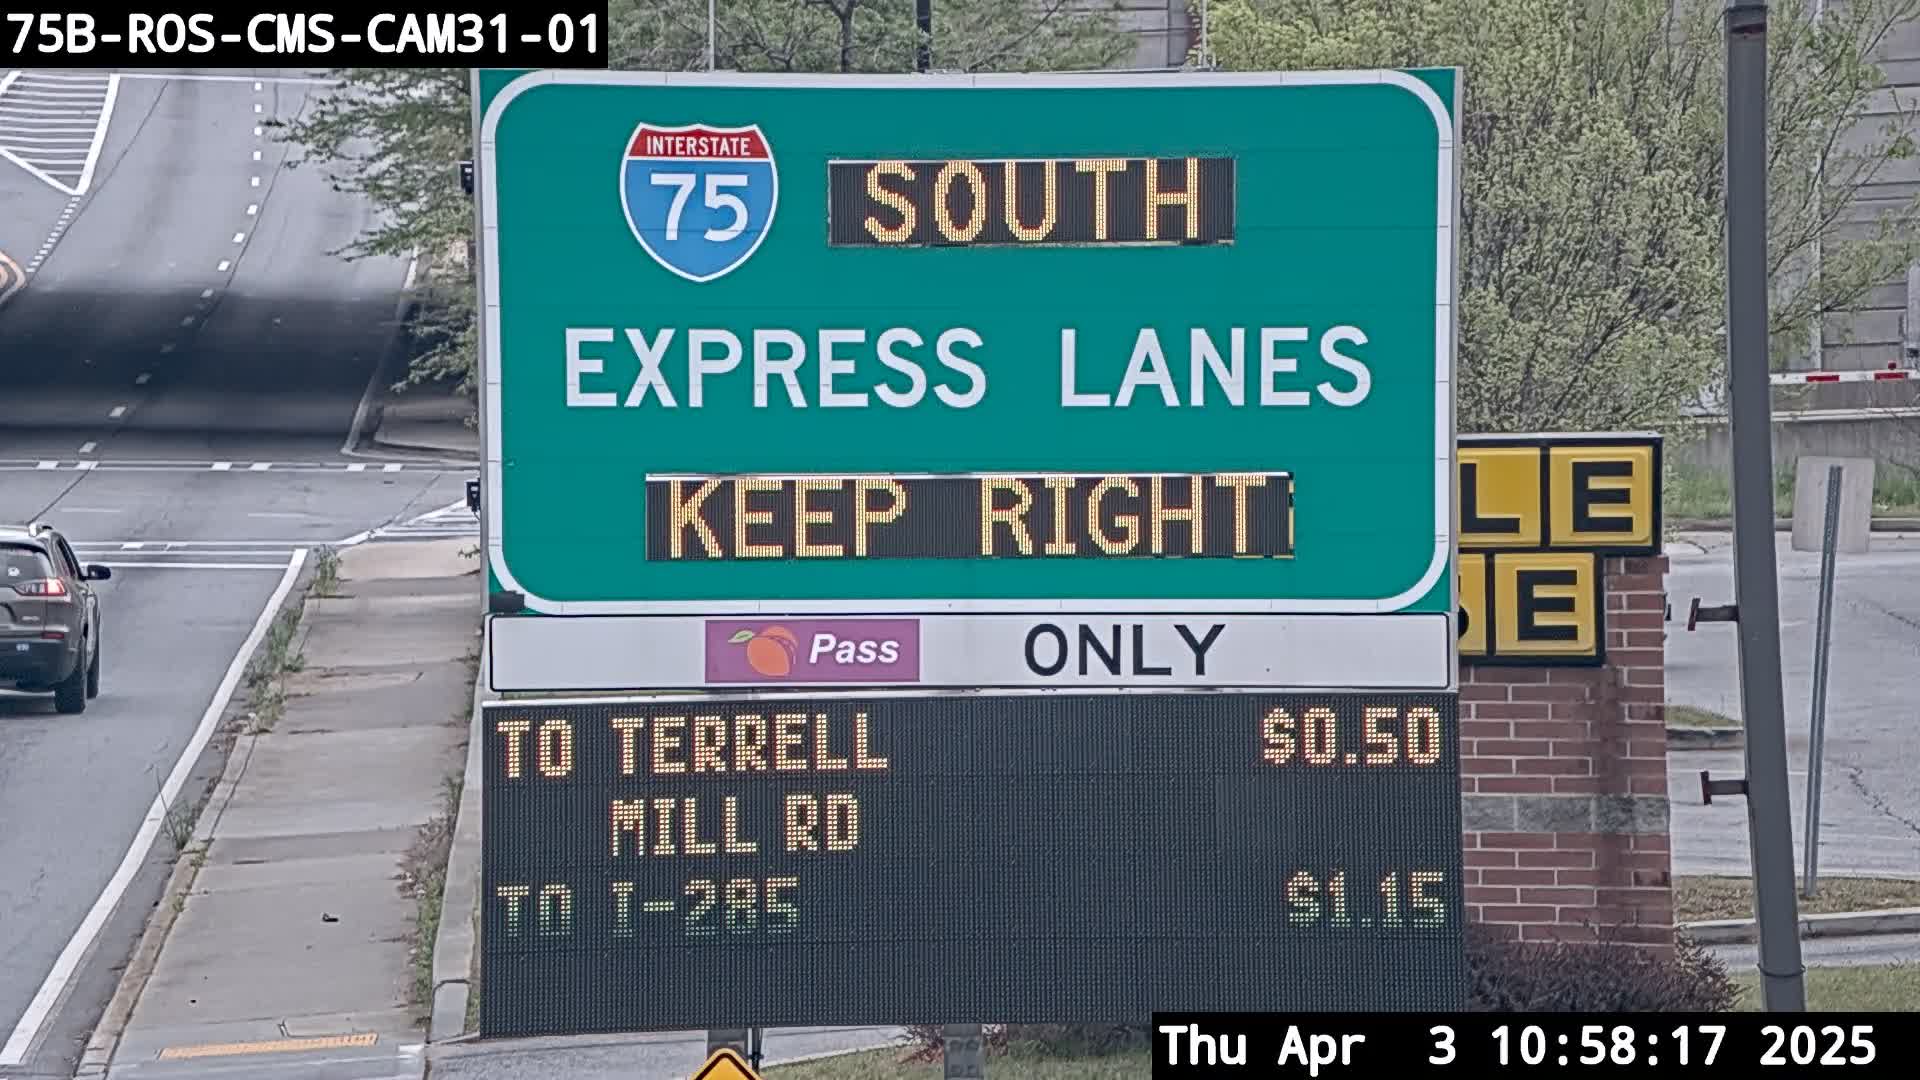 75B-ROS-CMS-CAM31-01
INTERSTATE
75
SOUTH
EXPRESS LANES
KEEP RIGHT
Pass ONLY
TO TERRELL $0.50
MILL RD
TO I-285 $1.15
LE
E
Thu Apr 3 10:58:17 2025